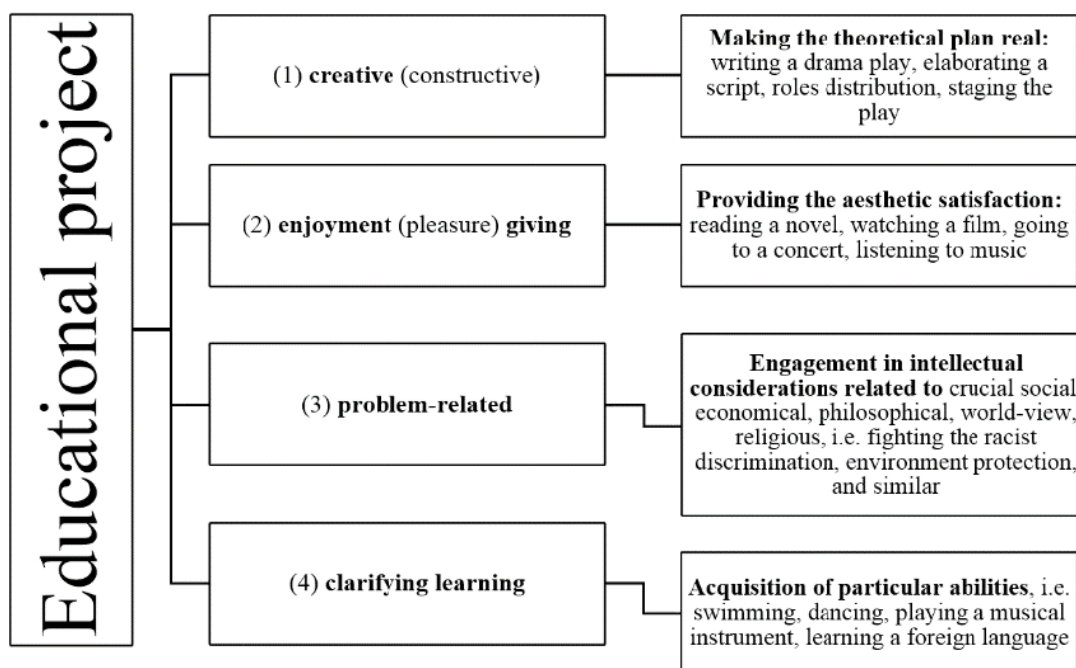 Educational project
(1) creative (constructive)
Making the theoretical plan real:
writing a drama play, elaborating a
script, roles distribution, staging the
play
(2) enjoyment (pleasure) giving
Providing the aesthetic satisfaction:
reading a novel, watching a film, going
to a concert, listening to music
(3) problem-related
Engagement in intellectual
considerations related to crucial social
economical, philosophical, world-view,
religious, i.e. fighting the racist
discrimination, environment protection,
and similar
(4) clarifying learning
Acquisition of particular abilities, i.e.
swimming, dancing, playing a musical
instrument, learning a foreign language